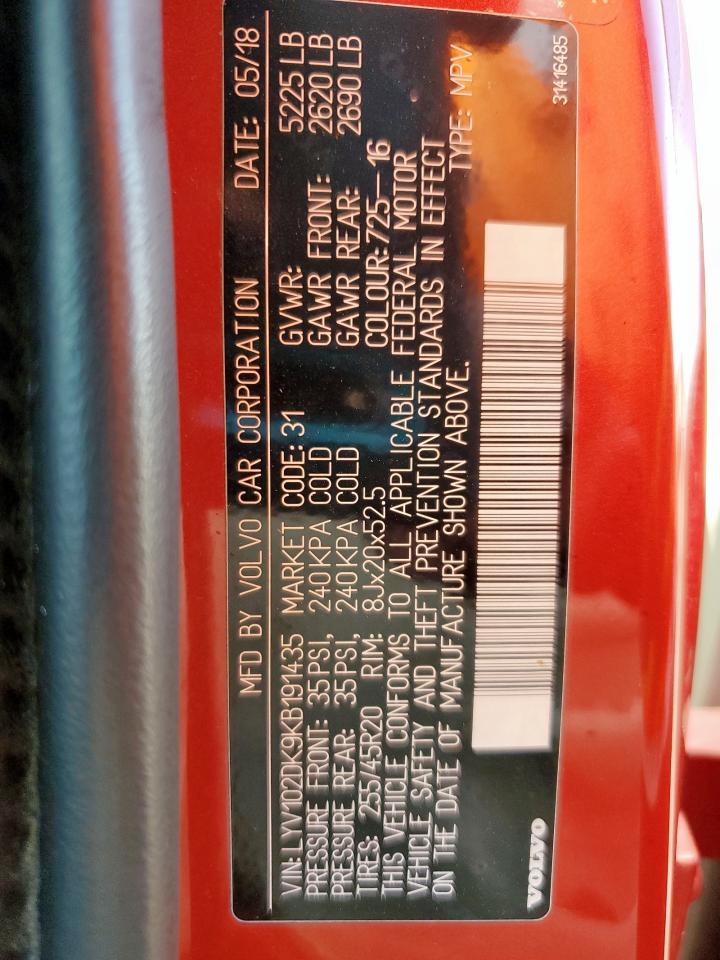 MFD BY VOLVO CAR CORPORATION DATE: 05/18
VIN: LYV102DK9KB191435 MARKET CODE: 31 GVWR: 5225 LB
PRESSURE FRONT: 35PSI, 240KPA COLD GAWR FRONT: 2620 LB
PRESSURE REAR: 35PSI, 240KPA COLD GAWR REAR: 2690 LB
TIRES: 255/45R20 RIM: 8Jx20x52.5 COLOUR: 725-16
THIS VEHICLE CONFORMS TO ALL APPLICABLE FEDERAL MOTOR
VEHICLE SAFETY AND THEFT PREVENTION STANDARDS IN EFFECT
ON THE DATE OF MANUFACTURE SHOWN ABOVE. TYPE: MPV
VOLVO 31416485